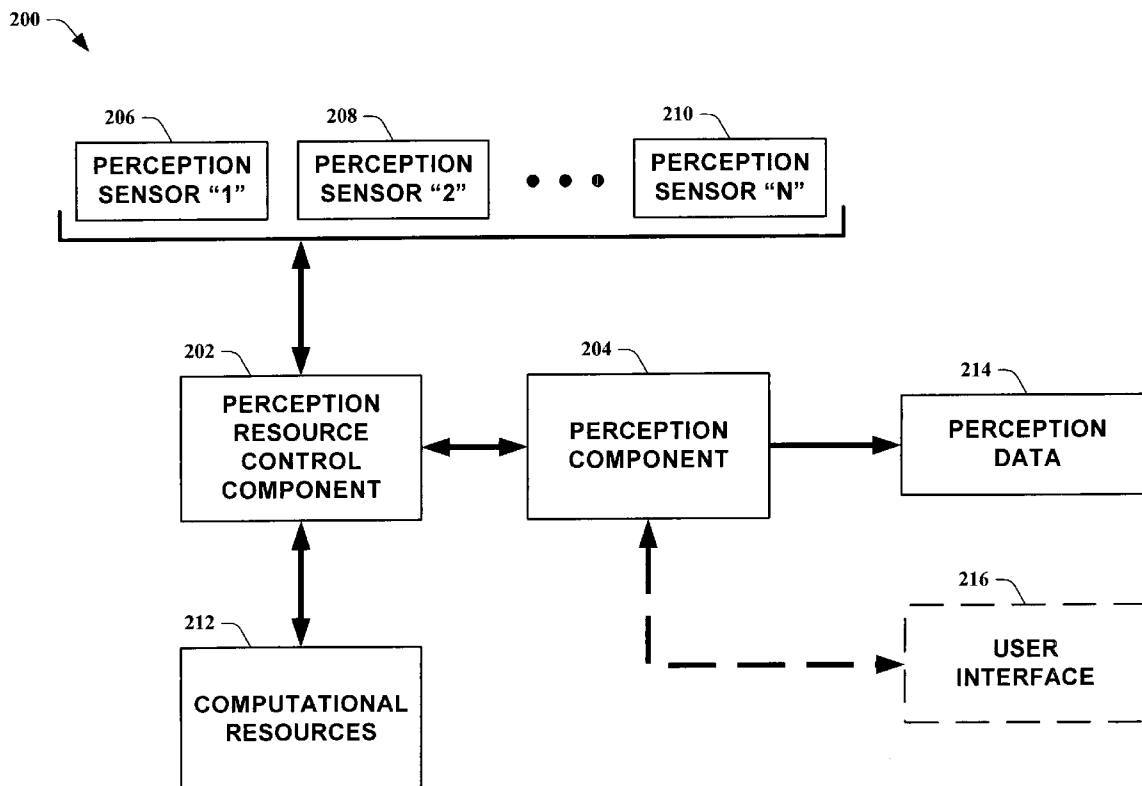 200
206
208
210
PERCEPTION
SENSOR “1”
PERCEPTION
SENSOR “2”
PERCEPTION
SENSOR “N”
202
204
214
PERCEPTION
RESOURCE
CONTROL
COMPONENT
PERCEPTION
COMPONENT
PERCEPTION
DATA
212
216
COMPUTATIONAL
RESOURCES
USER
INTERFACE